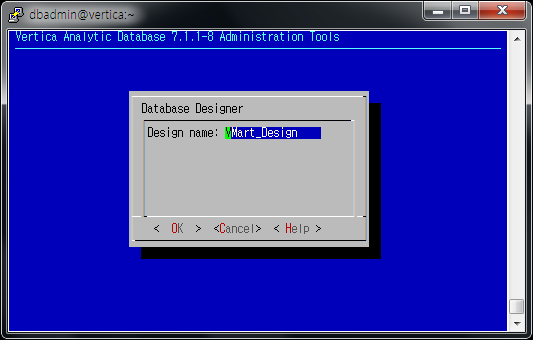 dbadmin@vertica:~
Vertica Analytic Database 7.1.1-8 Administration Tools
Database Designer
Design name: VMart_Design
< OK > <Cancel> < Help >